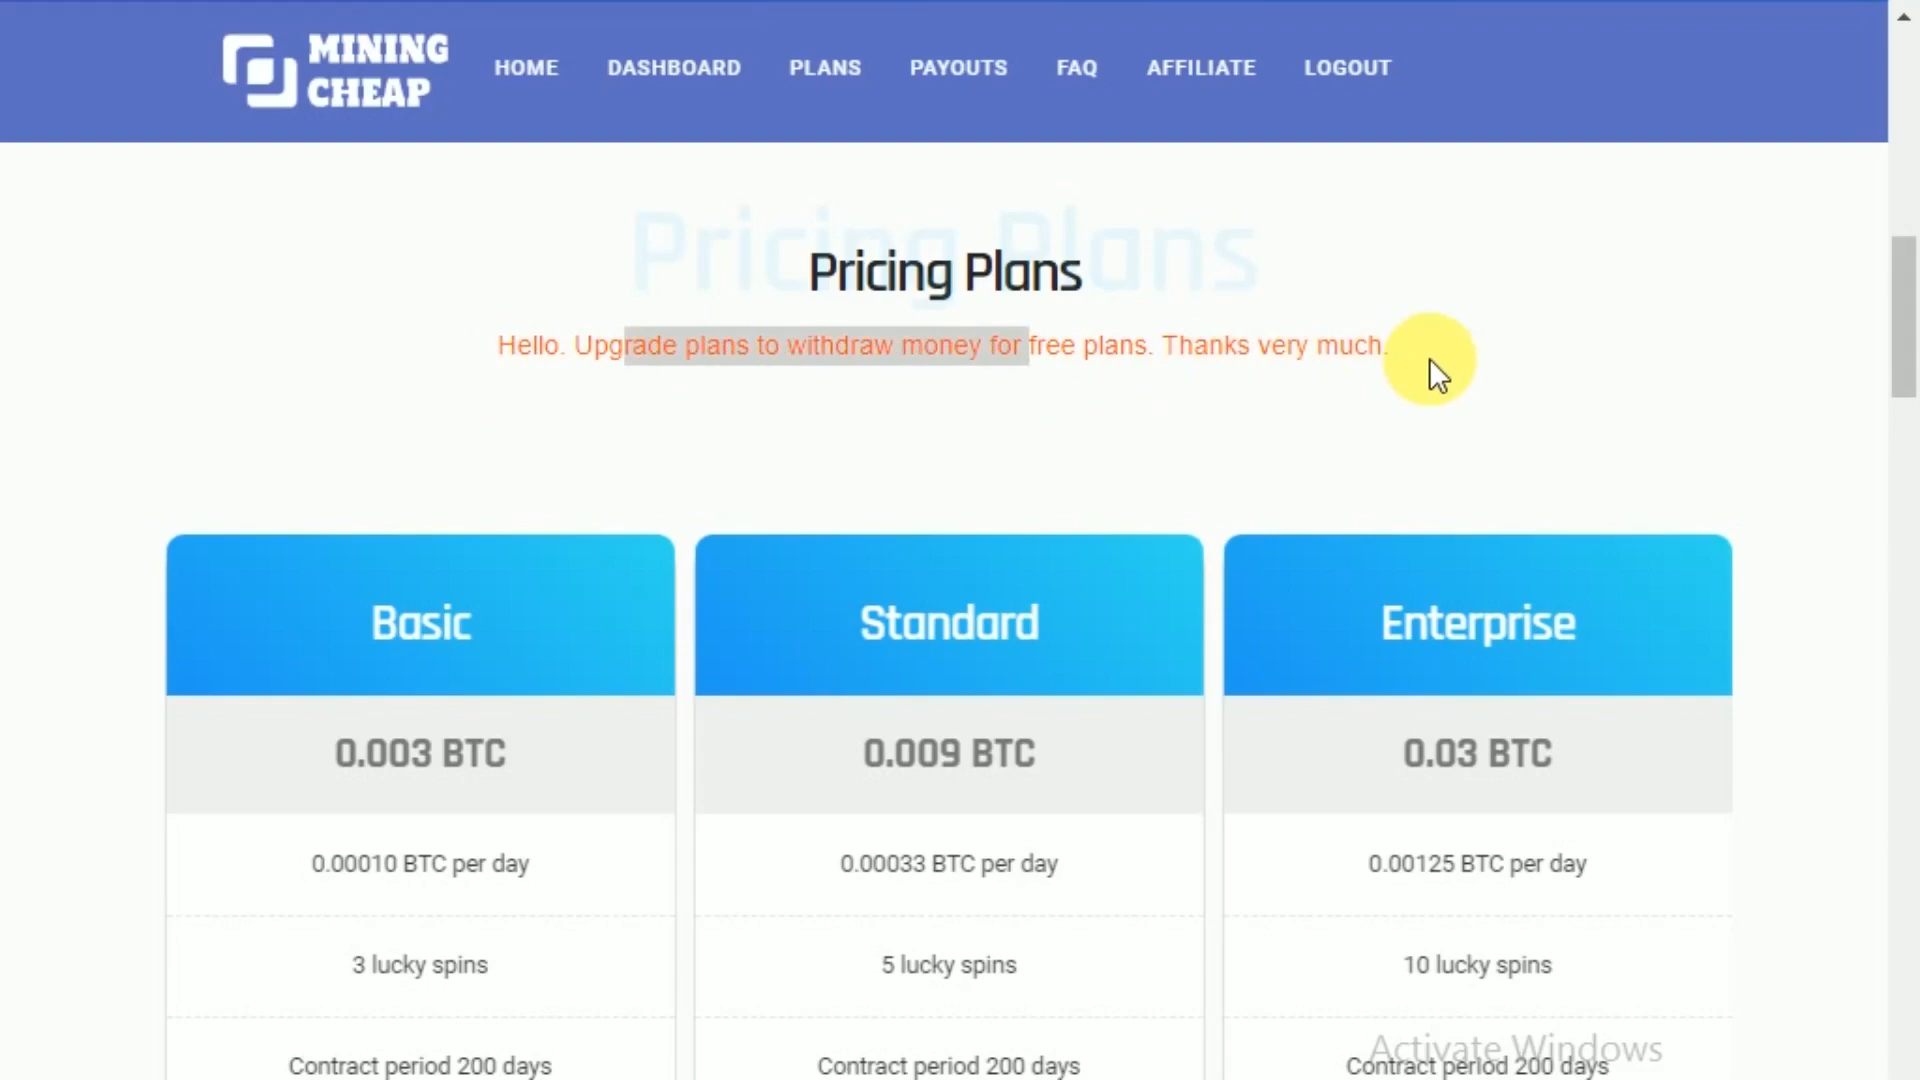 MINING
CHEAP
HOME DASHBOARD PLANS PAYOUTS FAQ AFFILIATE LOGOUT
Pricing Plans
Pricing Plans
Hello. Upgrade plans to withdraw money for free plans. Thanks very much.
Basic
Standard
Enterprise
0.003 BTC
0.009 BTC
0.03 BTC
0.00010 BTC per day
0.00033 BTC per day
0.00125 BTC per day
3 lucky spins
5 lucky spins
10 lucky spins
Contract period 200 days
Contract period 200 days
Contract period 200 days
Activate Windows